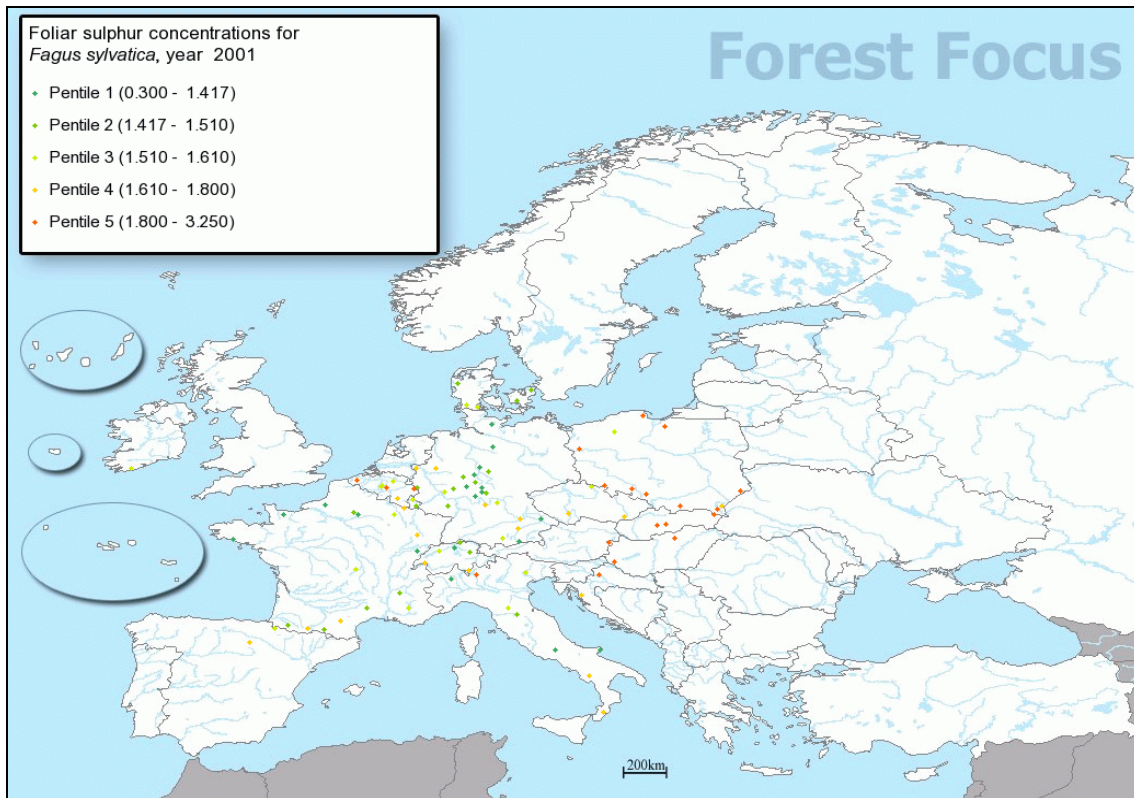 Foliar sulphur concentrations for
Fagus sylvatica, year 2001
Pentile 1 (0.300 - 1.417)
Pentile 2 (1.417 - 1.510)
Pentile 3 (1.510 - 1.610)
Pentile 4 (1.610 - 1.800)
Pentile 5 (1.800 - 3.250)
Forest Focus
200km